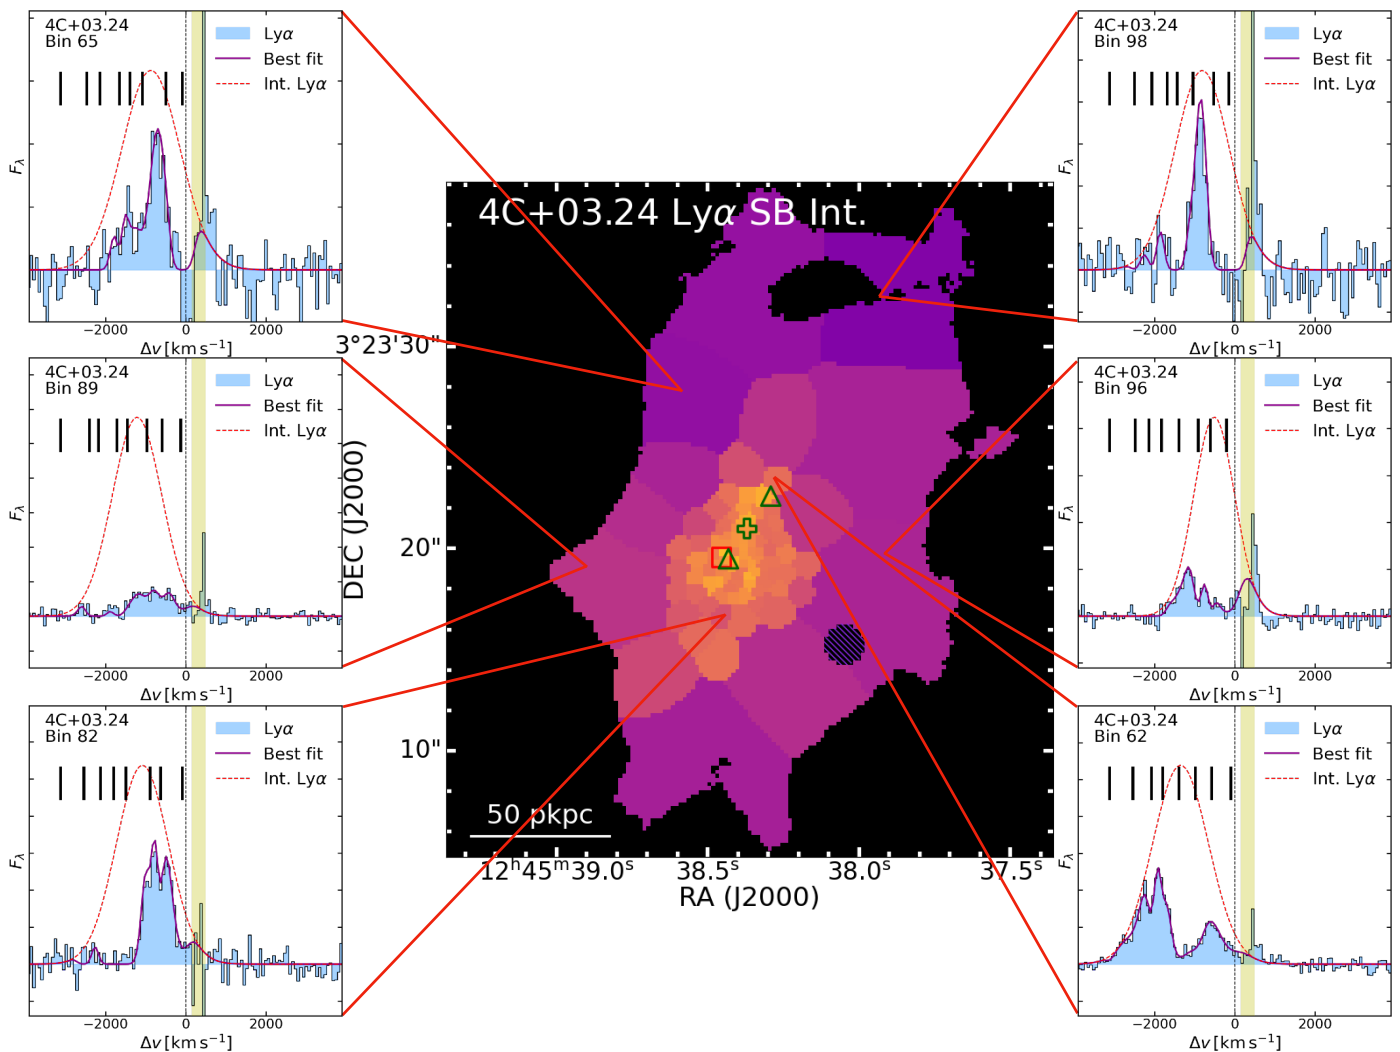 4C+03.24
Bin 65
Lyα
Best fit
Int. Lyα
Fλ
−2000 0 2000
Δv [km s⁻¹]
4C+03.24
Bin 89
Lyα
Best fit
Int. Lyα
Fλ
−2000 0 2000
Δv [km s⁻¹]
4C+03.24
Bin 82
Lyα
Best fit
Int. Lyα
Fλ
−2000 0 2000
Δv [km s⁻¹]
4C+03.24 Lyα SB Int.
3°23'30"
20"
10"
DEC (J2000)
50 pkpc
12ʰ45ᵐ39.0ˢ 38.5ˢ 38.0ˢ 37.5ˢ
RA (J2000)
4C+03.24
Bin 98
Lyα
Best fit
Int. Lyα
Fλ
−2000 0 2000
Δv [km s⁻¹]
4C+03.24
Bin 96
Lyα
Best fit
Int. Lyα
Fλ
−2000 0 2000
Δv [km s⁻¹]
4C+03.24
Bin 62
Lyα
Best fit
Int. Lyα
Fλ
−2000 0 2000
Δv [km s⁻¹]